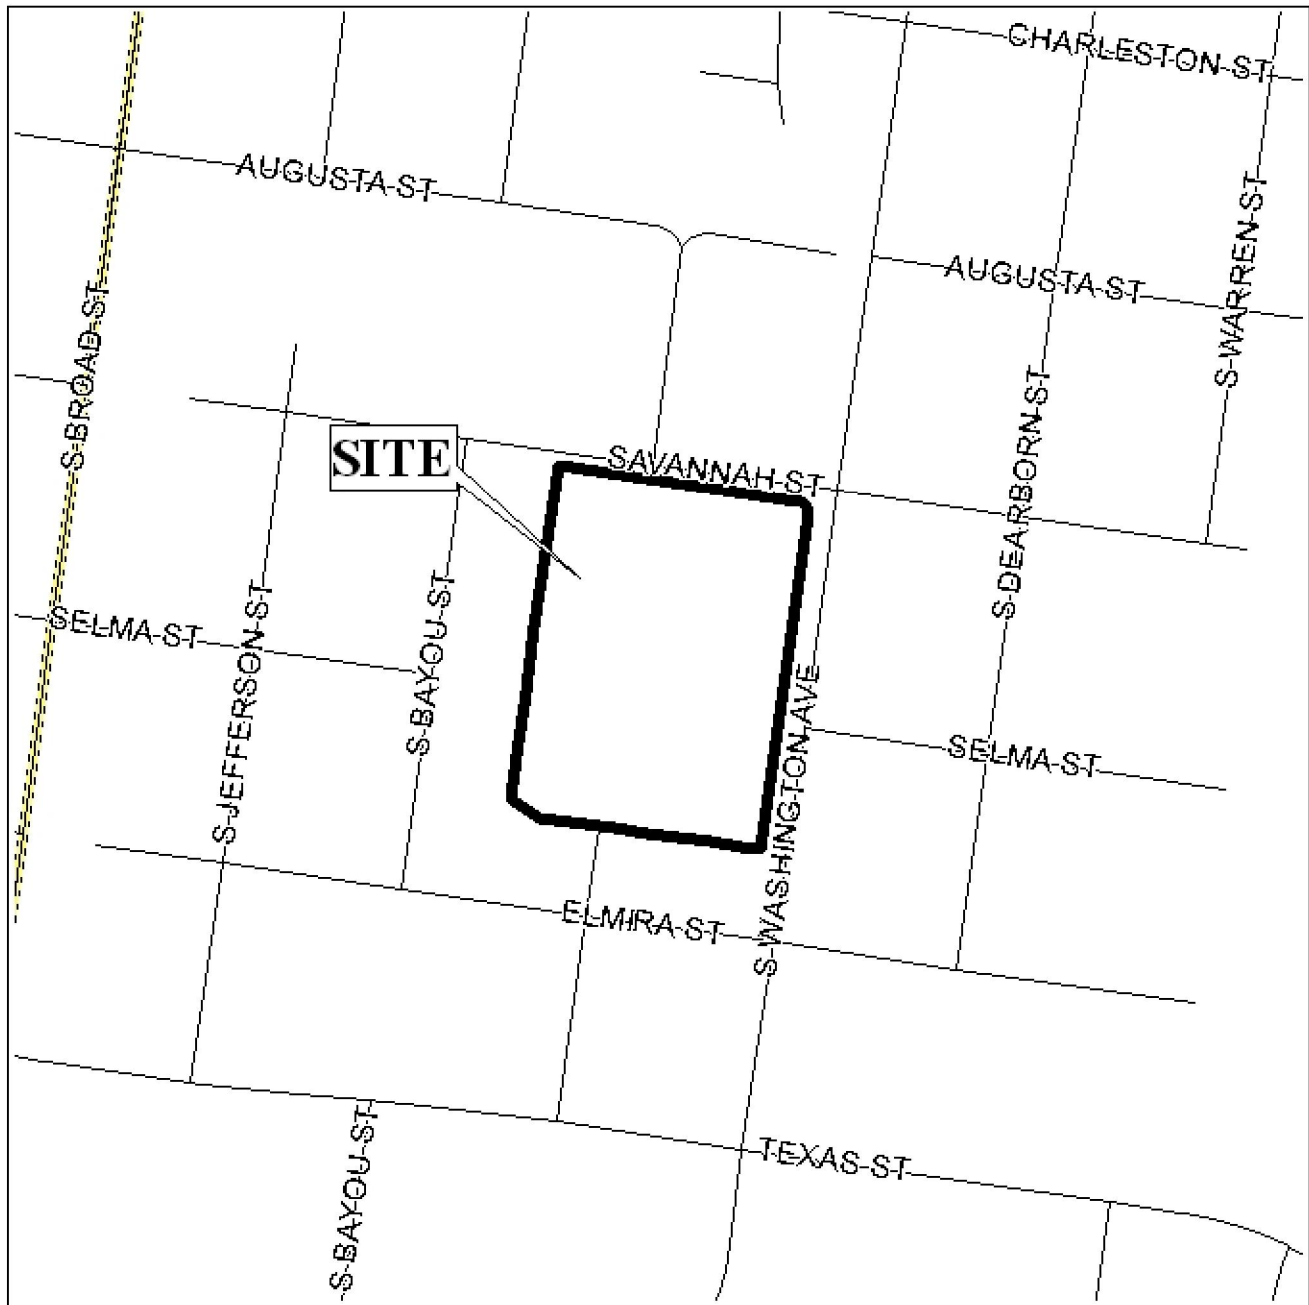 CHARLESTON ST
AUGUSTA ST
AUGUSTA ST
S WARREN ST
S BROAD ST
SITE
SAVANNAH ST
S DEARBORN ST
SELMA ST
S JEFFERSON ST
S BAYOU ST
S WASHINGTON AVE
SELMA ST
ELMIRA ST
TEXAS ST
S BAYOU ST